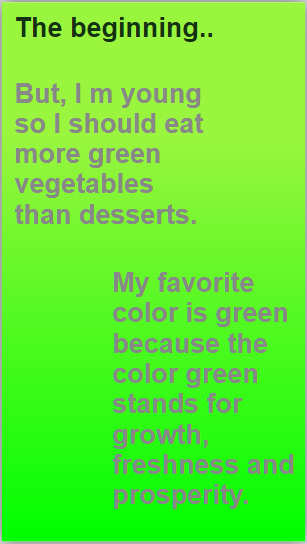 The beginning..
But, I m young
so I should eat
more green
vegetables
than desserts.
My favorite
color is green
because the
color green
stands for
growth,
freshness and
prosperity.